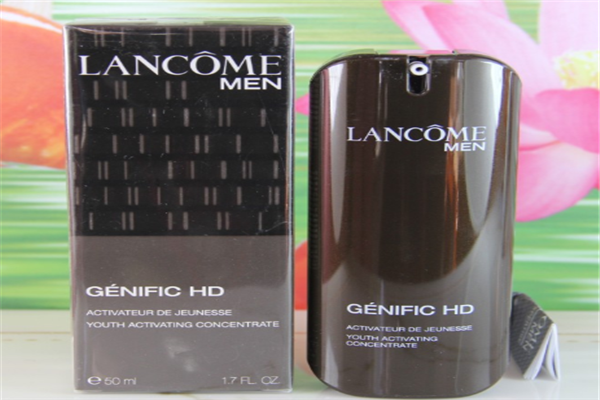 LANCÔME
MEN
GÉNIFIC HD
ACTIVATEUR DE JEUNESSE
YOUTH ACTIVATING CONCENTRATE
℮ 50 ml 1.7 FL. OZ.
LANCÔME
MEN
GÉNIFIC HD
ACTIVATEUR DE JEUNESSE
YOUTH ACTIVATING
CONCENTRATE